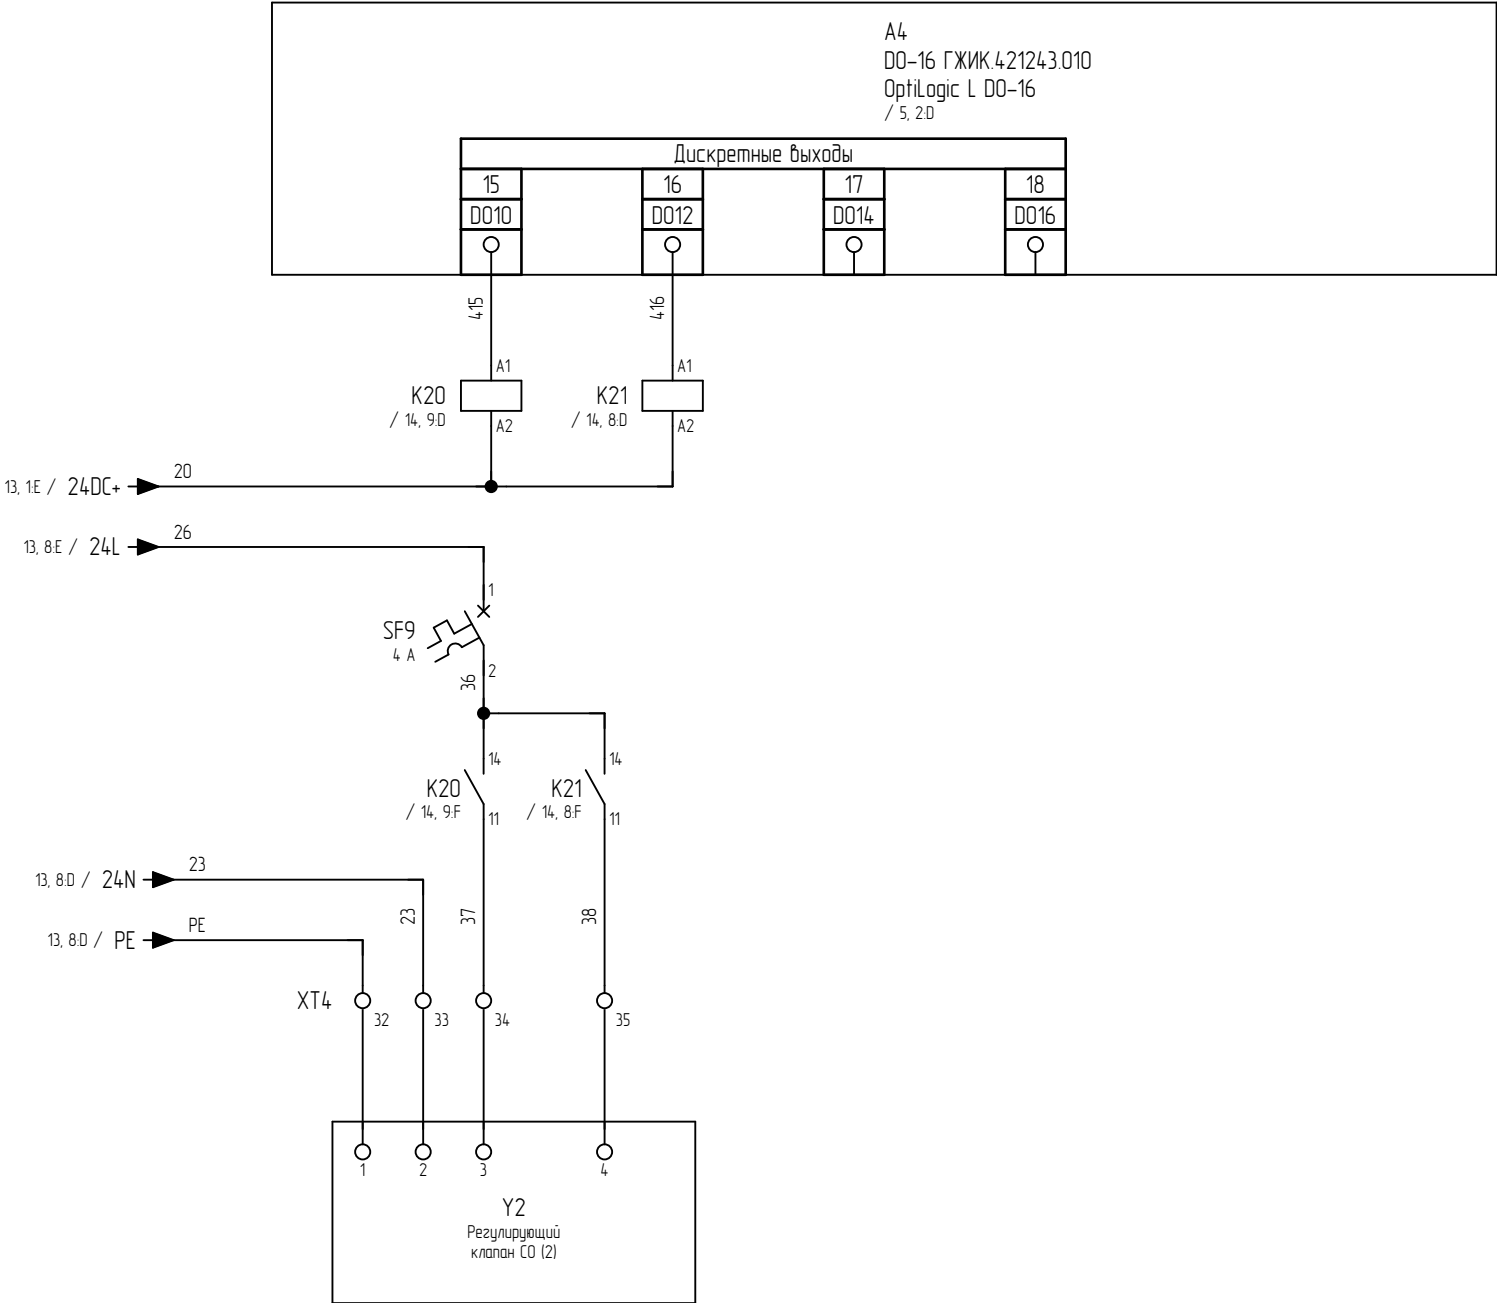 A4
DO-16 ГЖИК.421243.010
OptiLogic L DO-16
/ 5, 2:D
Дискретные выходы
15 16 17 18
DO10 DO12 DO14 DO16
415 416
A1 A1
K20 K21
/ 14, 9:D / 14, 8:D
A2 A2
20
13, 1:E / 24DC+
26
13, 8:E / 24L
1
SF9
4 A
2
36
14 14
K20 K21
/ 14, 9:F / 14, 8:F
11 11
23
13, 8:D / 24N
23 37 38
PE
13, 8:D / PE
XT4
32 33 34 35
1 2 3 4
Y2
Регулирующий
клапан СО (2)